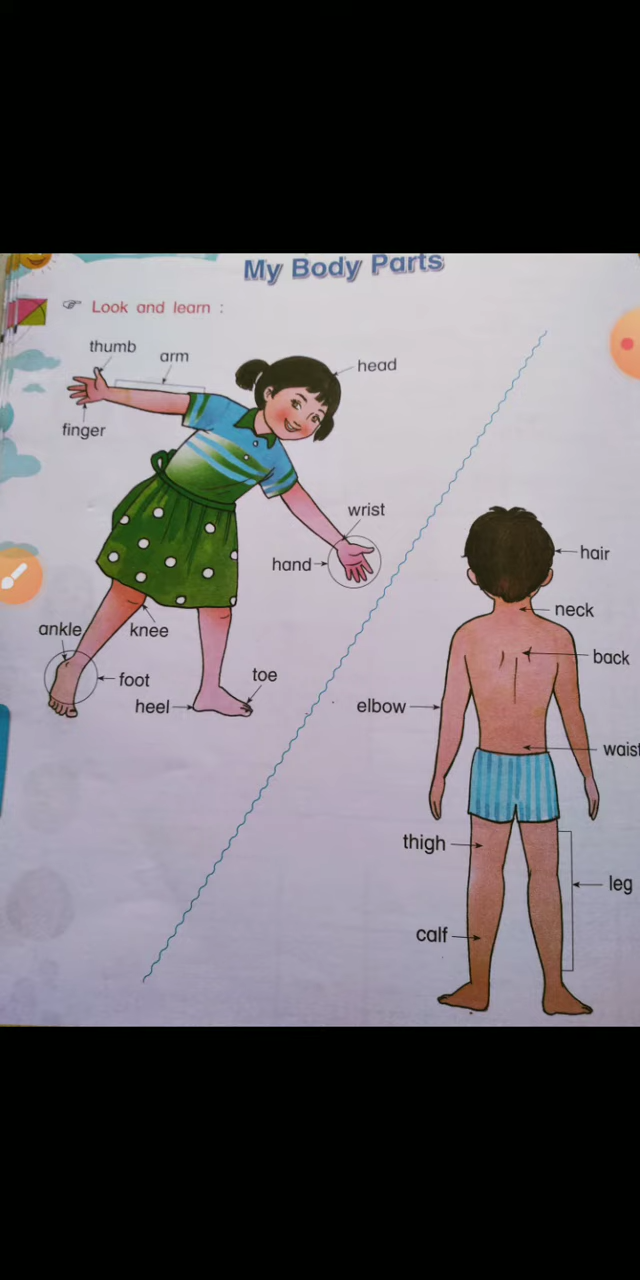 My Body Parts
Look and learn :
thumb
arm
head
finger
wrist
hand
ankle
knee
foot
toe
heel
hair
neck
back
elbow
waist
thigh
leg
calf